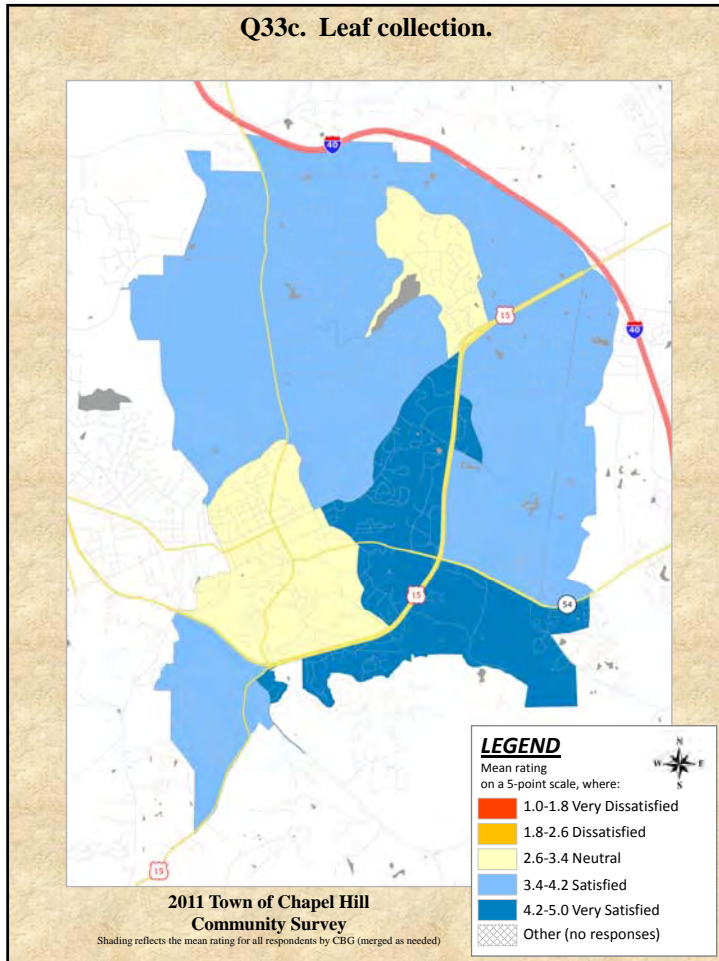 Q33c. Leaf collection.
40
15
40
15
54
15
LEGEND
Mean rating
on a 5-point scale, where:
N
W E
S
1.0-1.8 Very Dissatisfied
1.8-2.6 Dissatisfied
2.6-3.4 Neutral
3.4-4.2 Satisfied
4.2-5.0 Very Satisfied
Other (no responses)
2011 Town of Chapel Hill
Community Survey
Shading reflects the mean rating for all respondents by CBG (merged as needed)